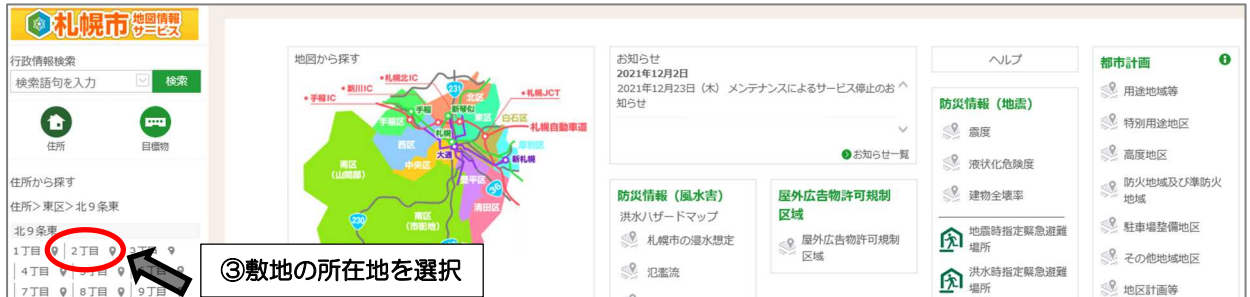 札幌市地図情報サービス
行政情報検索
検索語句を入力 検索
住所 目標物
住所から探す
住所>東区>北9条東
北9条東
1丁目 2丁目
4丁目
7丁目 8丁目 9丁目
③敷地の所在地を選択
地図から探す
札幌北IC
新川IC
手稲IC
231
北区
札幌JCT
手稲 新琴似
手稲区
東区
白石区
札幌
札幌自動車道
西区
大通
厚別区
中央区
新札幌
南区
(山間部)
豊平区
36
清田区
230
南区
(市街地)
お知らせ
2021年12月2日
2021年12月23日（木） メンテナンスによるサービス停止のお
知らせ
お知らせ一覧
防災情報（風水害）
洪水ハザードマップ
札幌市の浸水想定
氾濫流
屋外広告物許可規制
区域
屋外広告物許可規制
区域
ヘルプ
防災情報（地震）
震度
液状化危険度
建物全壊率
地震時指定緊急避難
場所
洪水時指定緊急避難
場所
都市計画
用途地域等
特別用途地区
高度地区
防火地域及び準防火
地域
駐車場整備地区
その他地域地区
地区計画等